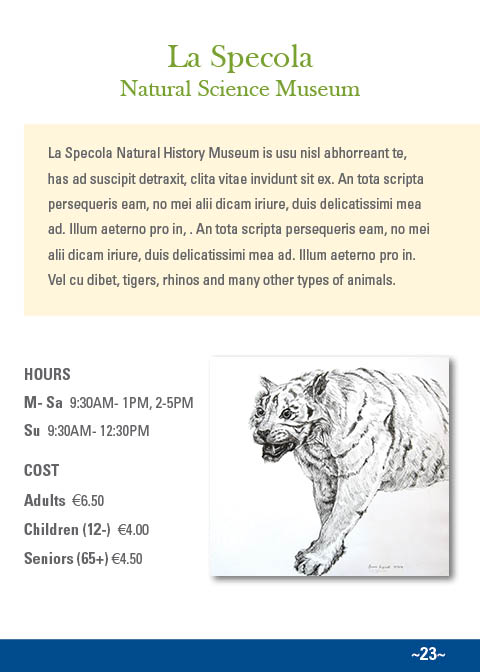 La Specola
Natural Science Museum
La Specola Natural History Museum is usu nisl abhorreant te,
has ad suscipit detraxit, clita vitae invidunt sit ex. An tota scripta
persequeris eam, no mei alii dicam iriure, duis delicatissimi mea
ad. Illum aeterno pro in, . An tota scripta persequeris eam, no mei
alii dicam iriure, duis delicatissimi mea ad. Illum aeterno pro in.
Vel cu dibet, tigers, rhinos and many other types of animals.
HOURS
M- Sa 9:30AM- 1PM, 2-5PM
Su 9:30AM- 12:30PM
COST
Adults €6.50
Children (12-) €4.00
Seniors (65+) €4.50
~23~